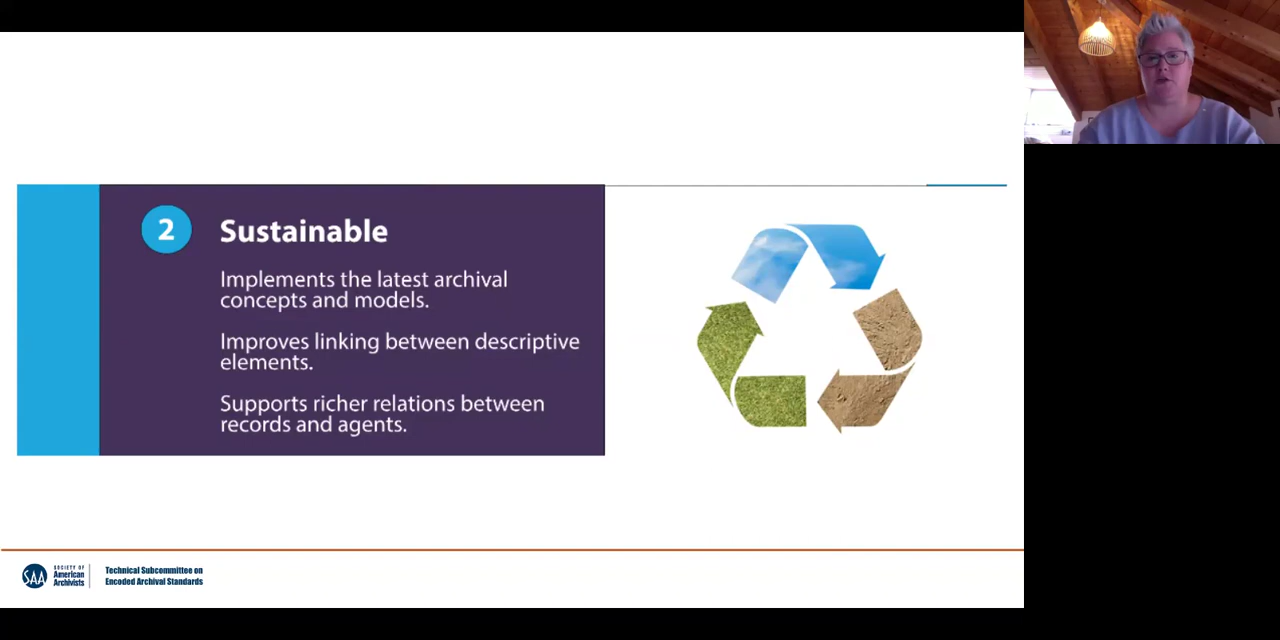 2
Sustainable
Implements the latest archival
concepts and models.
Improves linking between descriptive
elements.
Supports richer relations between
records and agents.
SAA
SOCIETY OF
American
Archivists
Technical Subcommittee on
Encoded Archival Standards